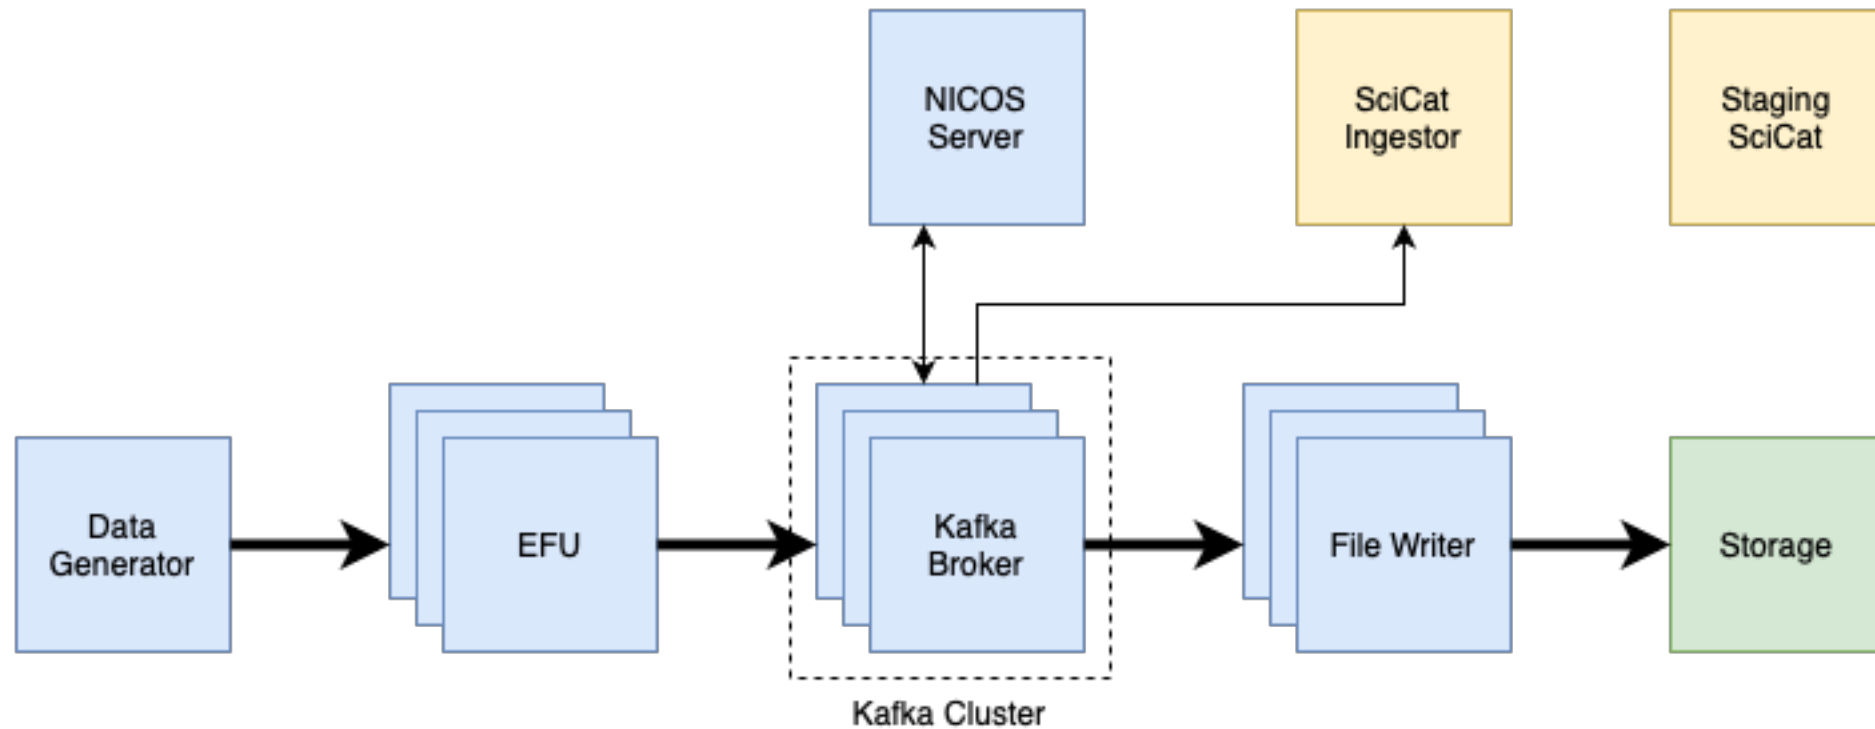 NICOS
Server
SciCat
Ingestor
Staging
SciCat
Data
Generator
EFU
Kafka
Broker
File Writer
Storage
Kafka Cluster